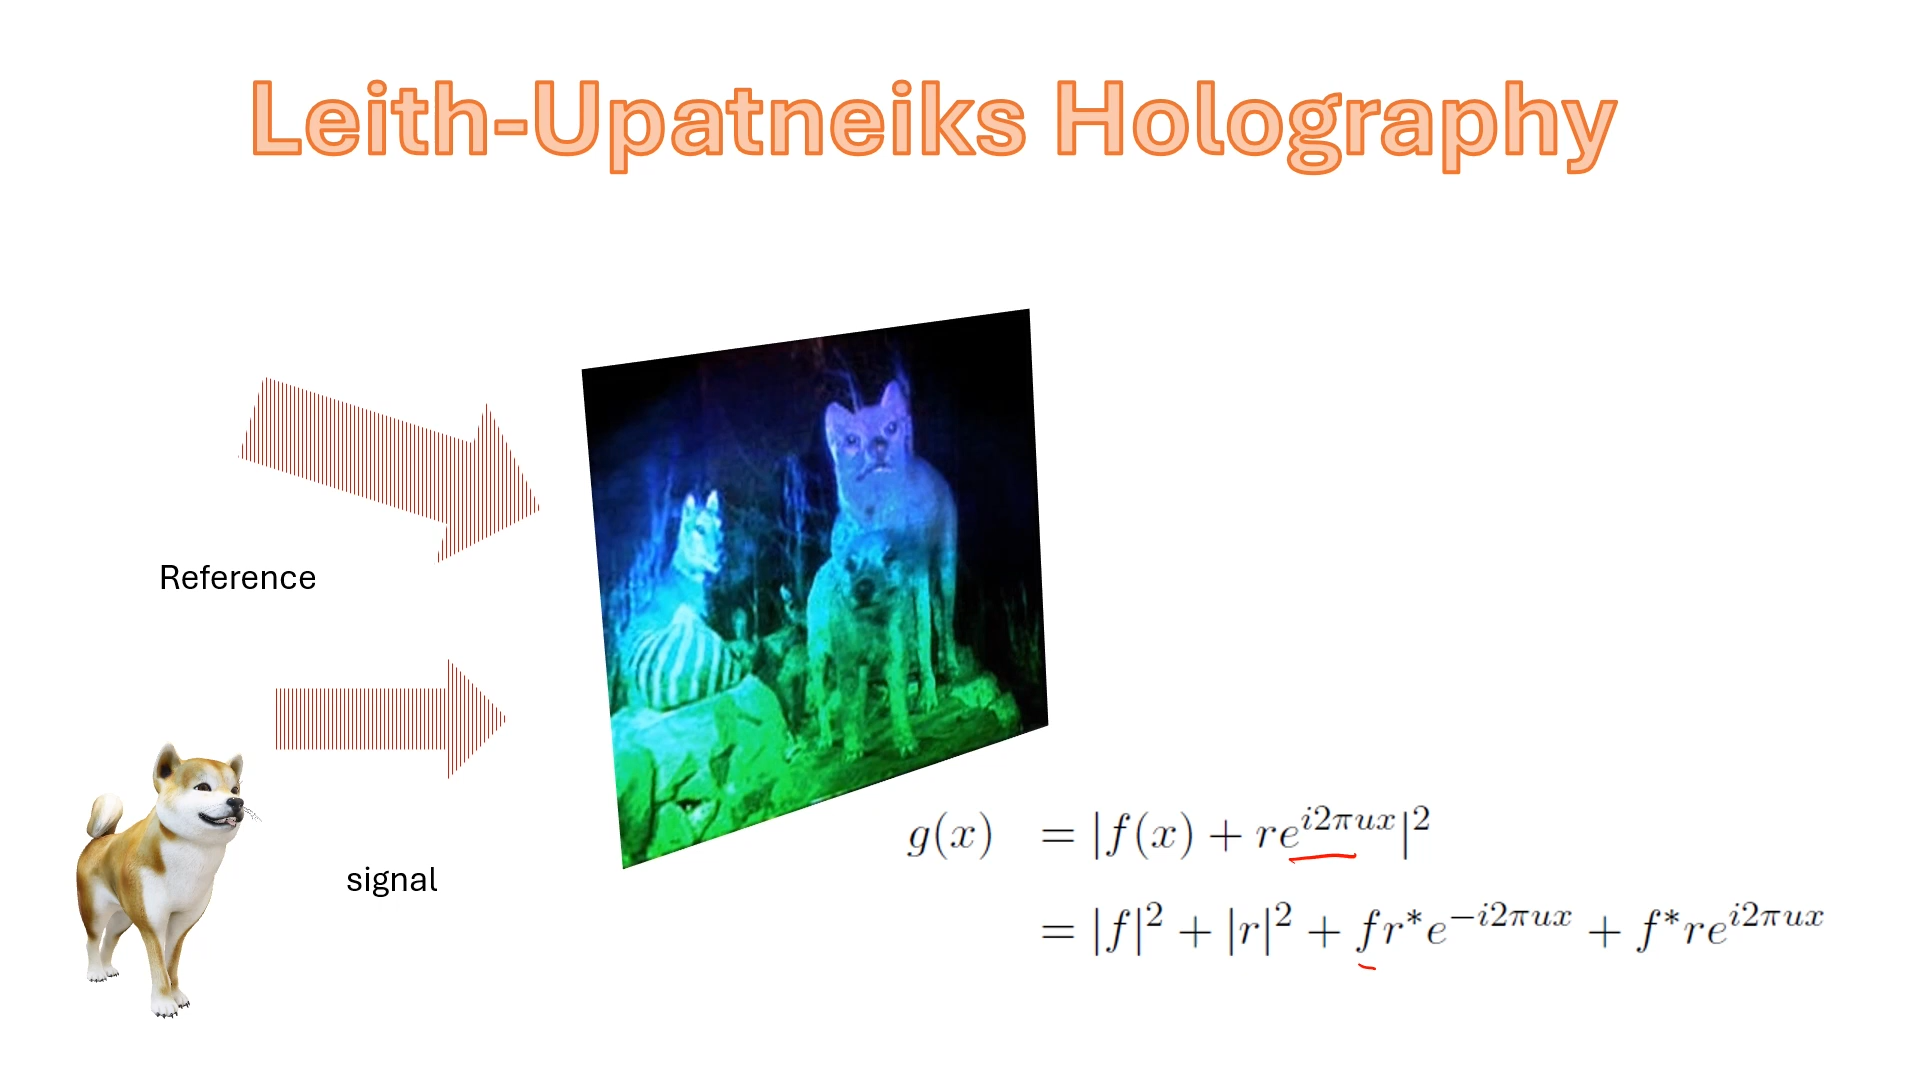 Leith-Upatneiks Holography
Reference
signal
g(x) = |f(x) + re^{i2πux}|^2
= |f|^2 + |r|^2 + fr*e^{-i2πux} + f*re^{i2πux}